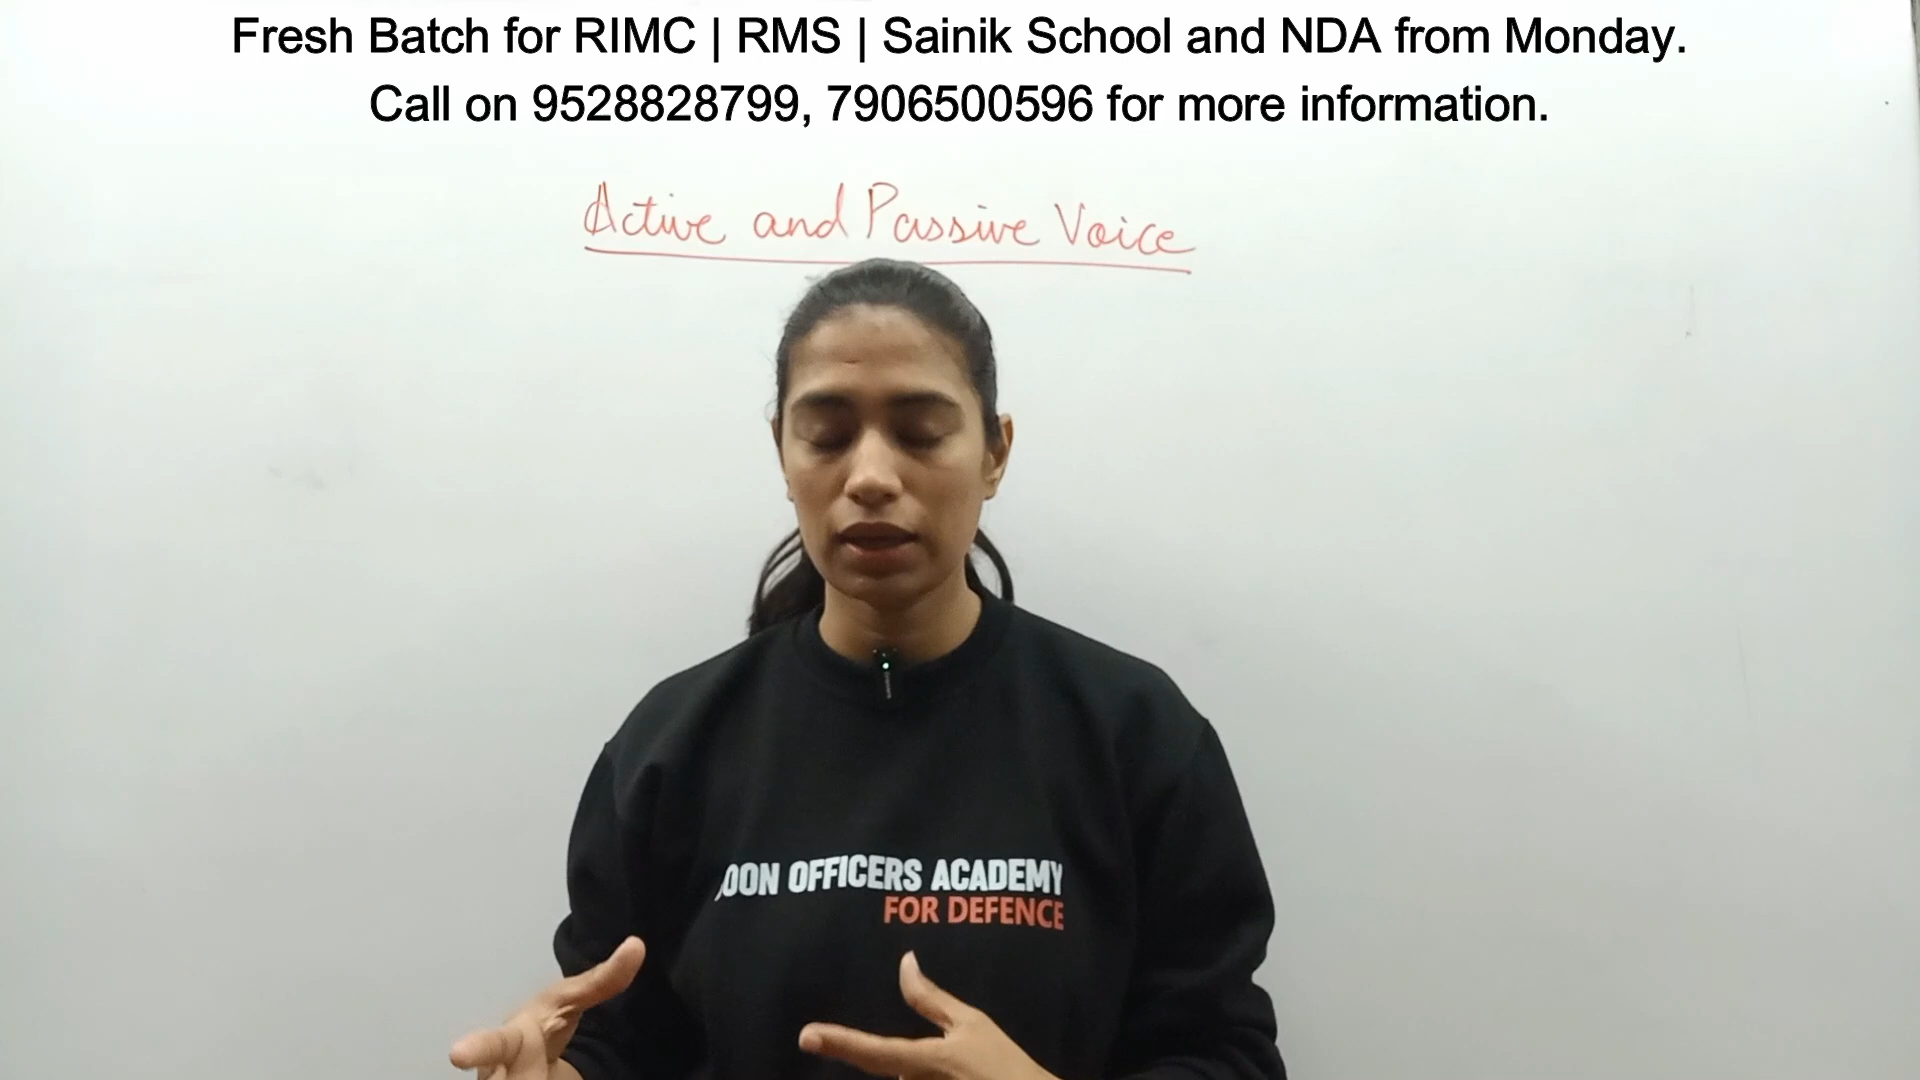 Fresh Batch for RIMC | RMS | Sainik School and NDA from Monday.
Call on 9528828799, 7906500596 for more information.
Active and Passive Voice
DOON OFFICERS ACADEMY
FOR DEFENCE